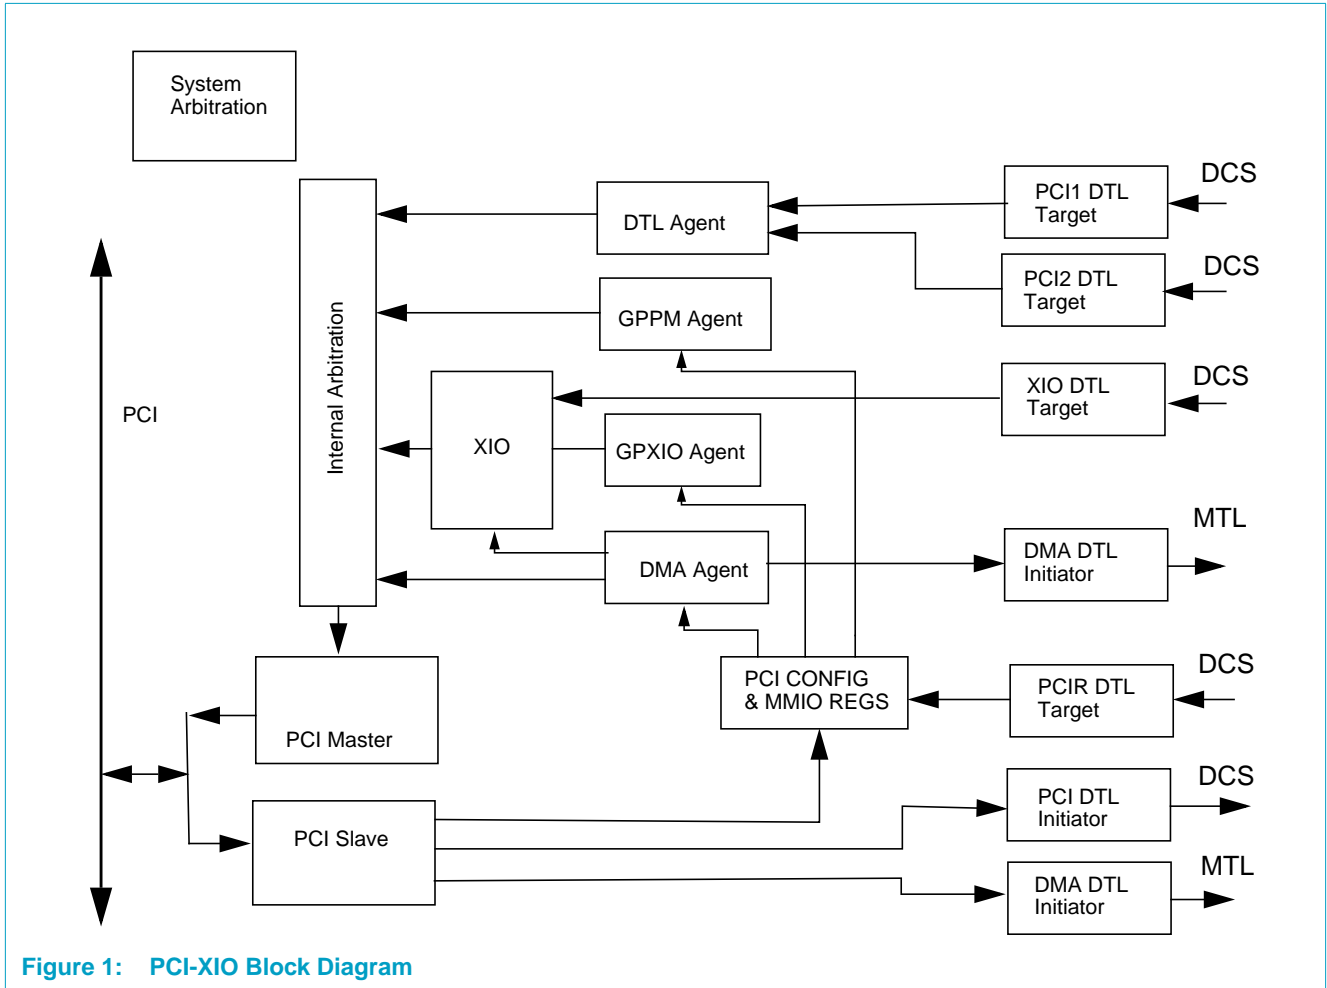 System
Arbitration
DCS
PCI1 DTL
Target
DTL Agent
DCS
PCI2 DTL
Target
GPPM Agent
Internal Arbitration
DCS
XIO DTL
Target
PCI
XIO
GPXIO Agent
MTL
DMA DTL
Initiator
DMA Agent
DCS
PCI CONFIG
& MMIO REGS
PCIR DTL
Target
PCI Master
DCS
PCI DTL
Initiator
PCI Slave
MTL
DMA DTL
Initiator
Figure 1: PCI-XIO Block Diagram